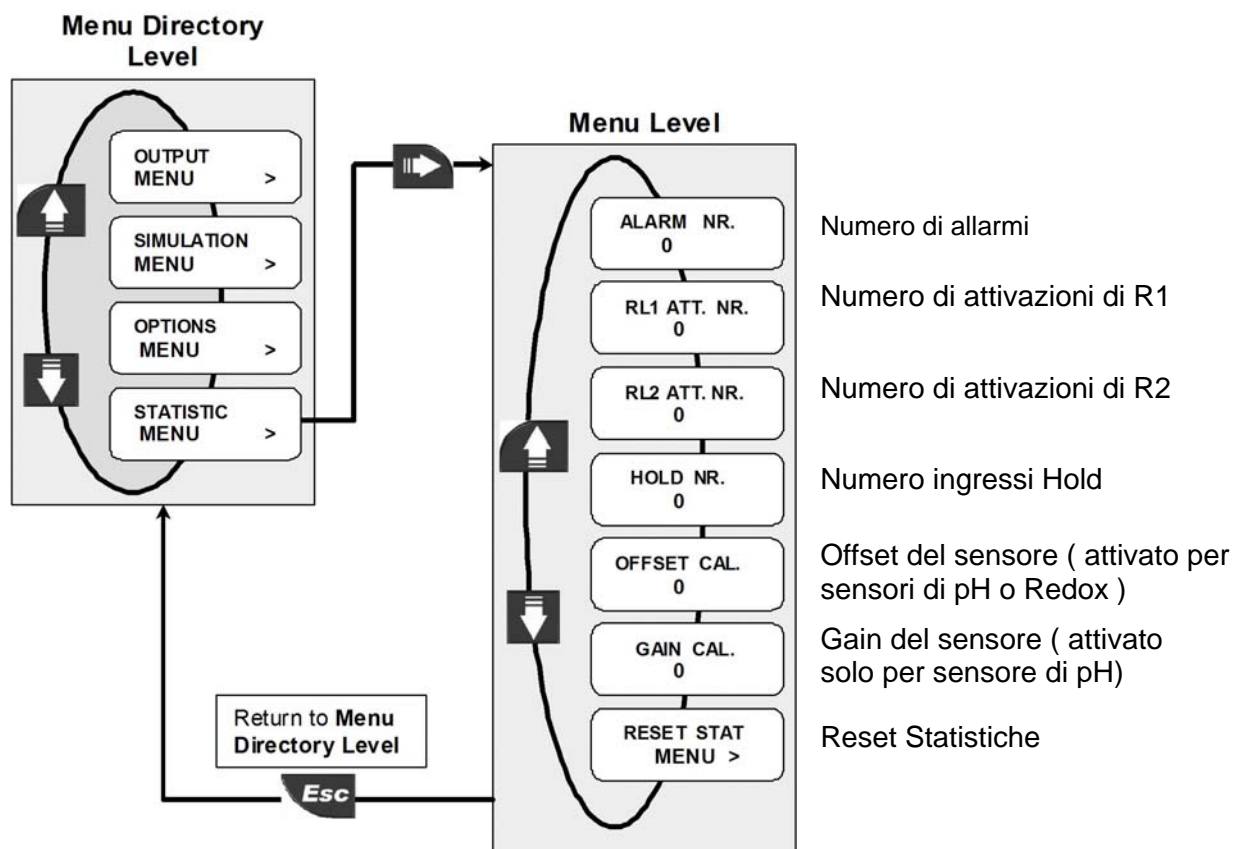 Menu Directory
Level
OUTPUT
MENU >
SIMULATION
MENU >
OPTIONS
MENU >
STATISTIC
MENU >
Menu Level
ALARM NR.
0
Numero di allarmi
RL1 ATT. NR.
0
Numero di attivazioni di R1
RL2 ATT. NR.
0
Numero di attivazioni di R2
HOLD NR.
0
Numero ingressi Hold
OFFSET CAL.
0
Offset del sensore ( attivato per
sensori di pH o Redox )
GAIN CAL.
0
Gain del sensore ( attivato
solo per sensore di pH)
RESET STAT
MENU >
Reset Statistiche
Return to Menu
Directory Level
Esc